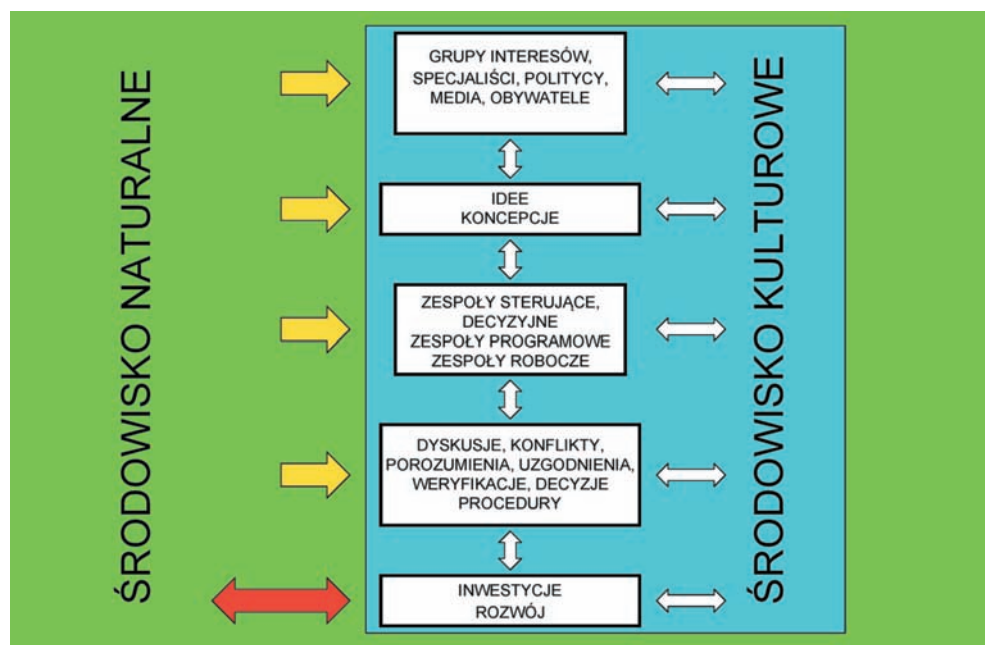 ŚRODOWISKO NATURALNE
GRUPY INTERESÓW,
SPECJALIŚCI, POLITYCY,
MEDIA, OBYWATELE
IDEE
KONCEPCJE
ZESPOŁY STERUJĄCE,
DECYZYJNE
ZESPOŁY PROGRAMOWE
ZESPOŁY ROBOCZE
DYSKUSJE, KONFLIKTY,
POROZUMIENIA, UZGODNIENIA,
WERYFIKACJE, DECYZJE
PROCEDURY
INWESTYCJE
ROZWÓJ
ŚRODOWISKO KULTUROWE